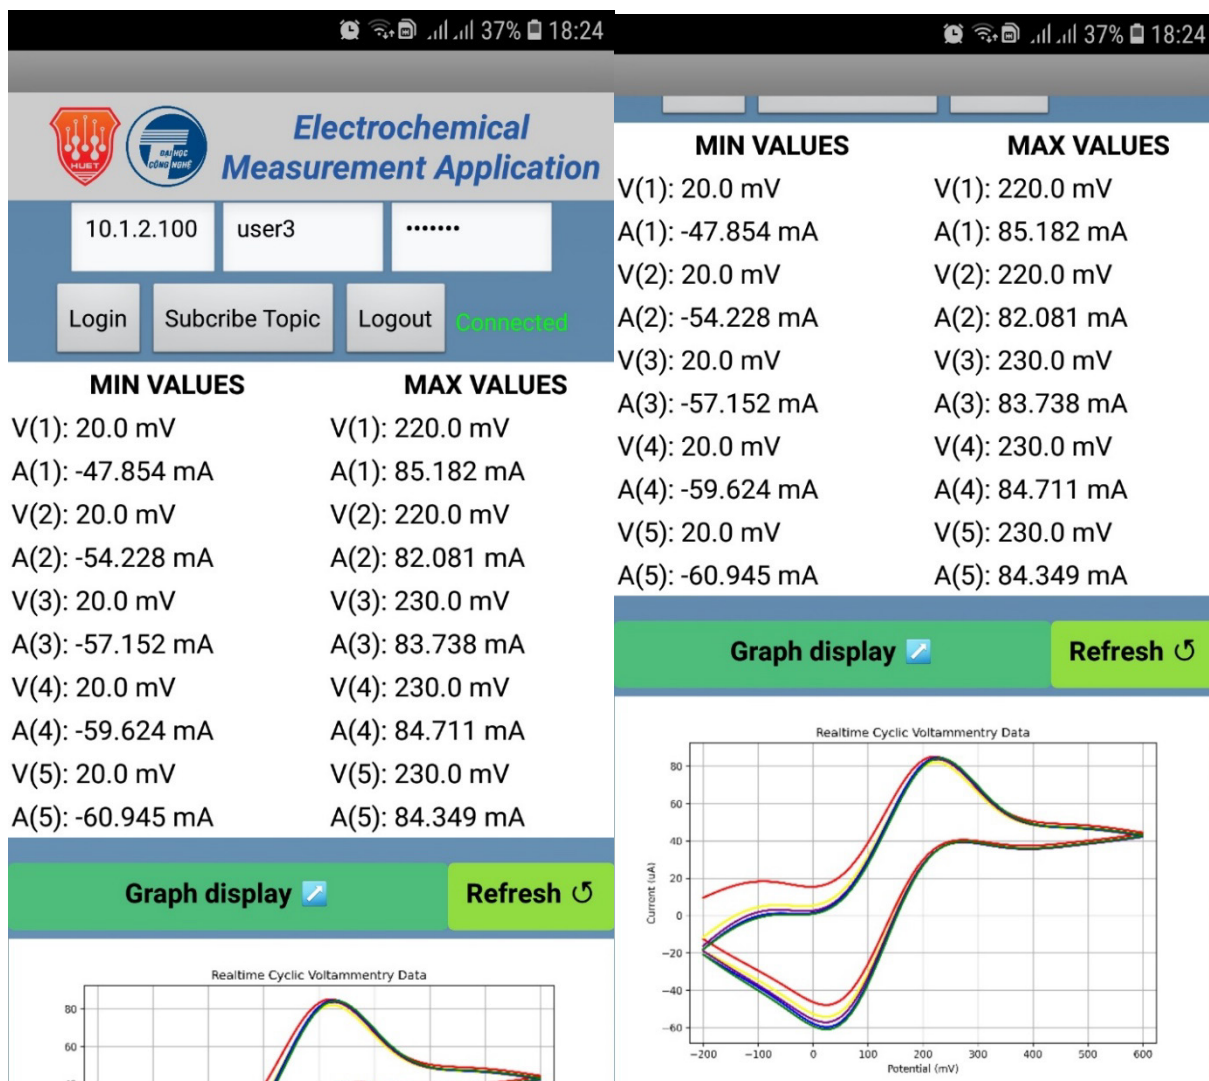 37% 18:24
HUET
ĐẠI HỌC
CÔNG NGHỆ
Electrochemical
Measurement Application
10.1.2.100 user3 •••••••
Login Subcribe Topic Logout Connected
MIN VALUES MAX VALUES
V(1): 20.0 mV V(1): 220.0 mV
A(1): -47.854 mA A(1): 85.182 mA
V(2): 20.0 mV V(2): 220.0 mV
A(2): -54.228 mA A(2): 82.081 mA
V(3): 20.0 mV V(3): 230.0 mV
A(3): -57.152 mA A(3): 83.738 mA
V(4): 20.0 mV V(4): 230.0 mV
A(4): -59.624 mA A(4): 84.711 mA
V(5): 20.0 mV V(5): 230.0 mV
A(5): -60.945 mA A(5): 84.349 mA
Graph display Refresh
Realtime Cyclic Voltammentry Data
80
60
37% 18:24
MIN VALUES MAX VALUES
V(1): 20.0 mV V(1): 220.0 mV
A(1): -47.854 mA A(1): 85.182 mA
V(2): 20.0 mV V(2): 220.0 mV
A(2): -54.228 mA A(2): 82.081 mA
V(3): 20.0 mV V(3): 230.0 mV
A(3): -57.152 mA A(3): 83.738 mA
V(4): 20.0 mV V(4): 230.0 mV
A(4): -59.624 mA A(4): 84.711 mA
V(5): 20.0 mV V(5): 230.0 mV
A(5): -60.945 mA A(5): 84.349 mA
Graph display Refresh
Realtime Cyclic Voltammentry Data
80
60
40
20
0
−20
−40
−60
Current (uA)
−200 −100 0 100 200 300 400 500 600
Potential (mV)